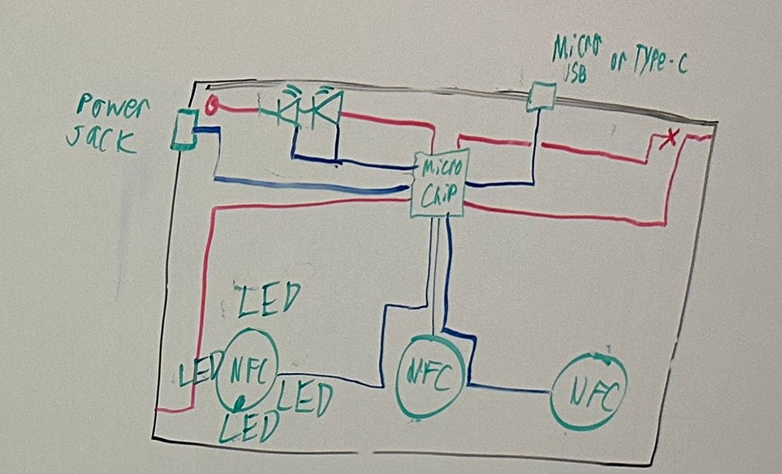 Micro or Type-C
USB
Power
Jack
Micro
Chip
LED
LED NFC
LED
LED
NFC
NFC